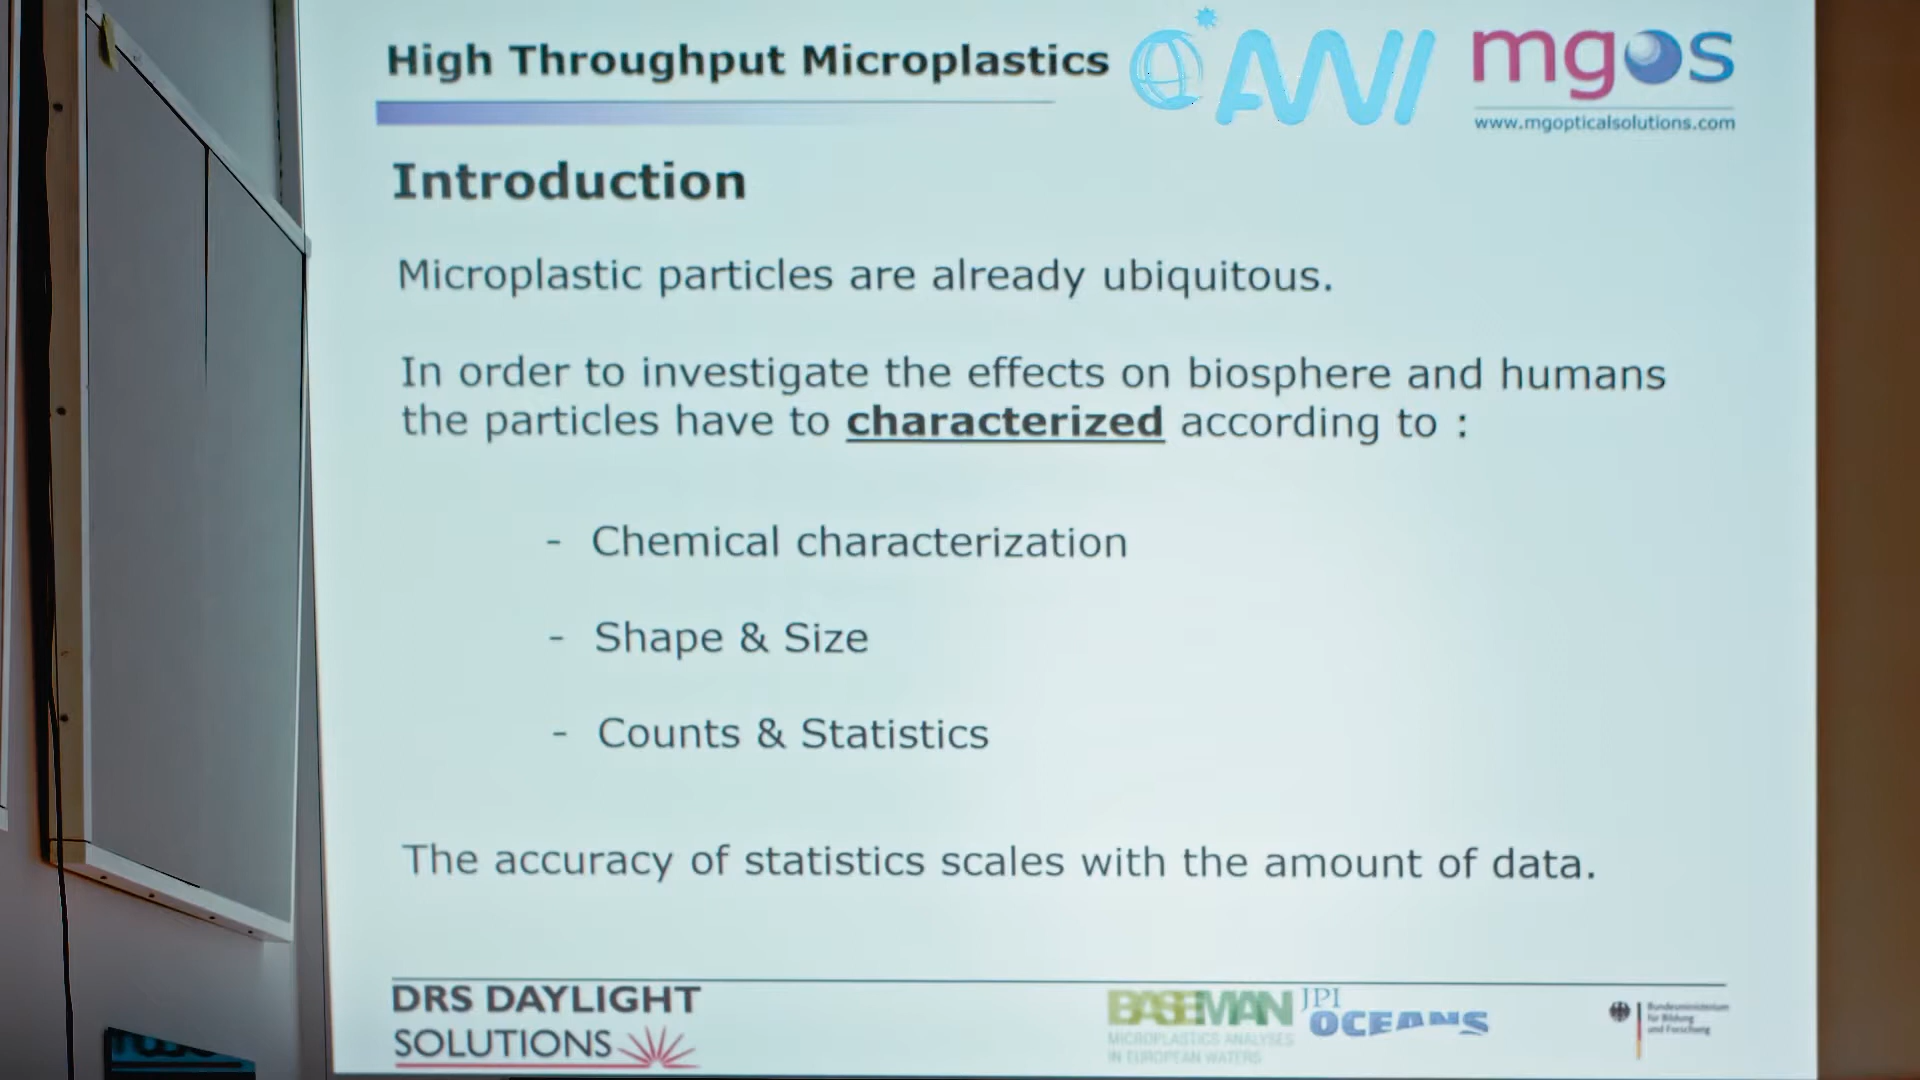 High Throughput Microplastics
AWI
mgos
www.mgopticalsolutions.com
Introduction
Microplastic particles are already ubiquitous.
In order to investigate the effects on biosphere and humans
the particles have to characterized according to :
- Chemical characterization
- Shape & Size
- Counts & Statistics
The accuracy of statistics scales with the amount of data.
DRS DAYLIGHT
SOLUTIONS
BASEMAN
MICROPLASTICS ANALYSES
IN EUROPEAN WATERS
JPI
OCEANS
Bundesministerium
für Bildung
und Forschung